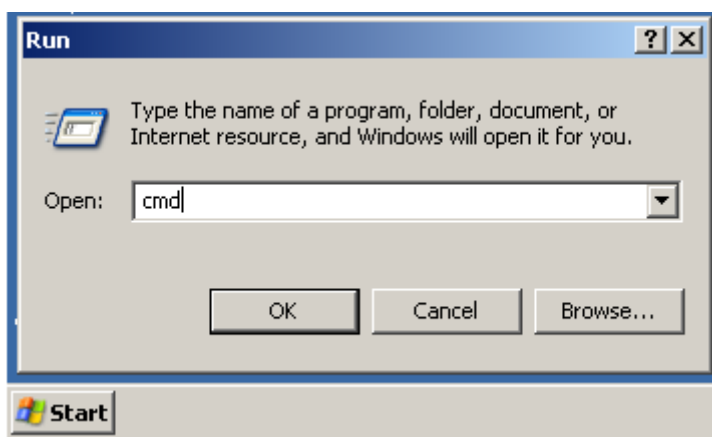 Run
Type the name of a program, folder, document, or
Internet resource, and Windows will open it for you.
Open: cmd
OK Cancel Browse...
Start